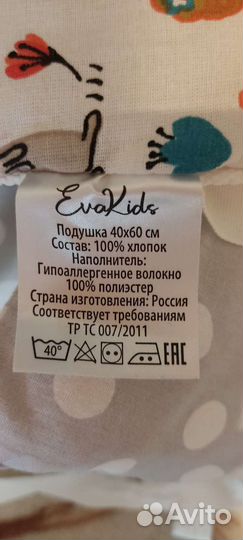 EvaKids
Подушка 40х60 см
Состав: 100% хлопок
Наполнитель:
Гипоаллергенное волокно
100% полиэстер
Страна изготовления: Россия
Соответствует требованиям
ТР ТС 007/2011
40° EAC
Avito